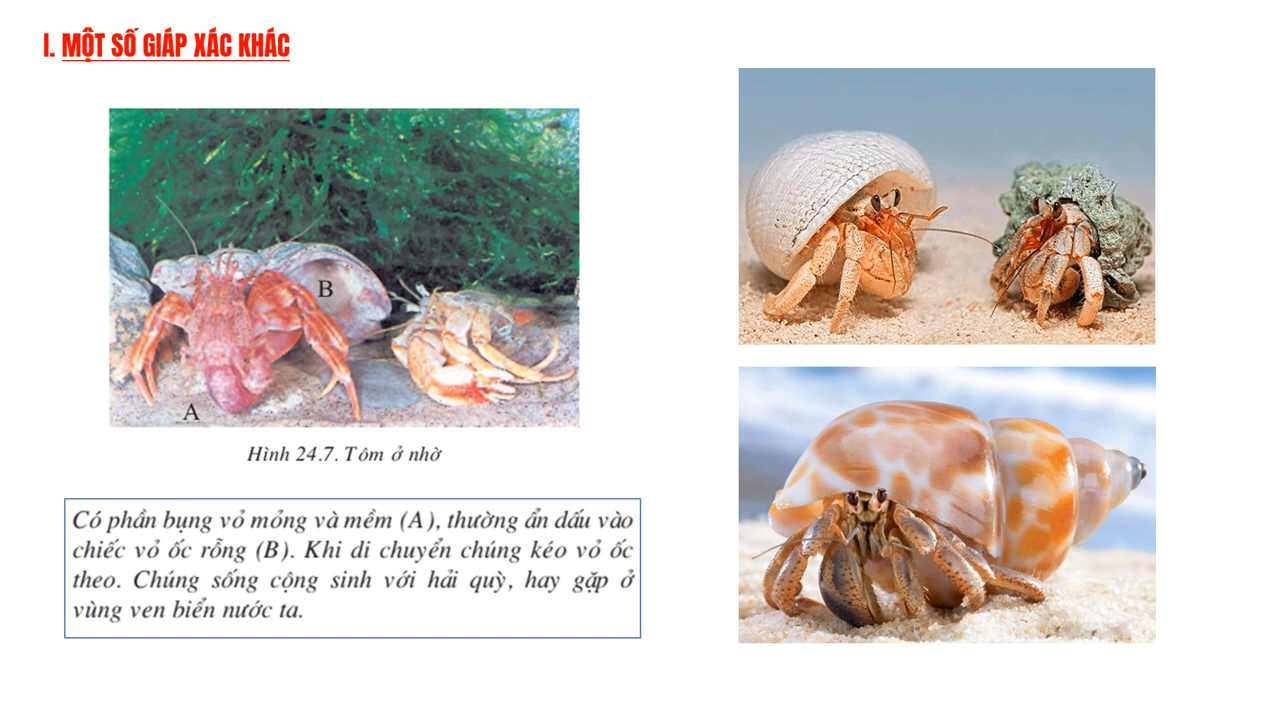 I. MỘT SỐ GIÁP XÁC KHÁC
B
A
Hình 24.7. Tôm ở nhờ
Có phần bụng vỏ mỏng và mềm (A), thường ẩn dấu vào
chiếc vỏ ốc rỗng (B). Khi di chuyển chúng kéo vỏ ốc
theo. Chúng sống cộng sinh với hải quỳ, hay gặp ở
vùng ven biển nước ta.